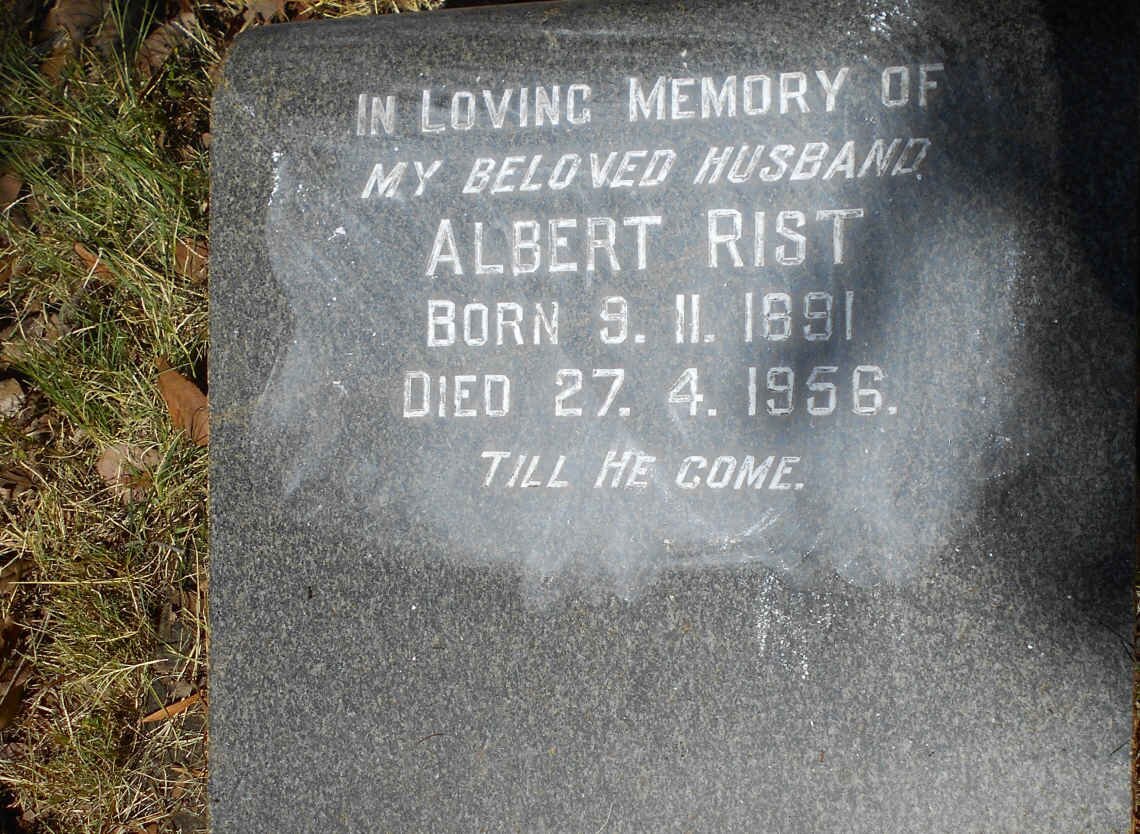 IN LOVING MEMORY OF
MY BELOVED HUSBAND,
ALBERT RIST
BORN 9. 11. 1891
DIED 27. 4. 1956.
TILL HE COME.